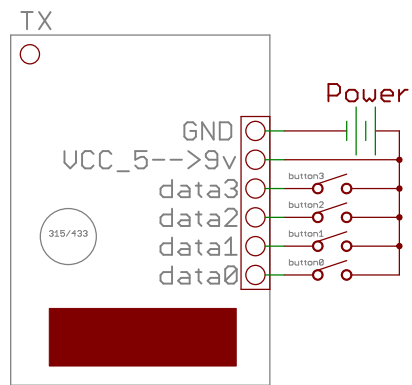 TX
Power
GND
VCC_5-->9v
data3
button3
data2
button2
data1
button1
data0
button0
315/433